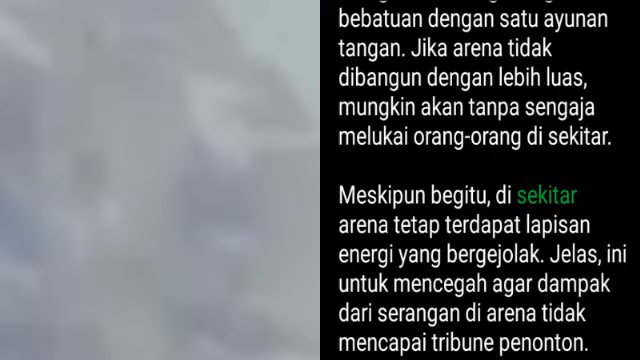 bebatuan dengan satu ayunan
tangan. Jika arena tidak
dibangun dengan lebih luas,
mungkin akan tanpa sengaja
melukai orang-orang di sekitar.
Meskipun begitu, di sekitar
arena tetap terdapat lapisan
energi yang bergejolak. Jelas, ini
untuk mencegah agar dampak
dari serangan di arena tidak
mencapai tribune penonton.